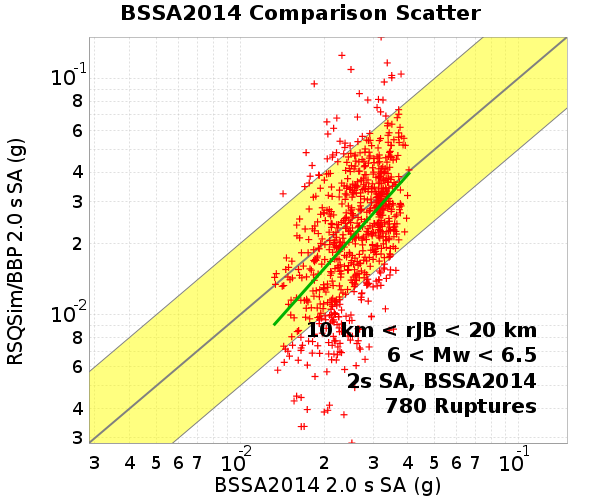 BSSA2014 Comparison Scatter
RSQSim/BBP 2.0 s SA (g)
10⁻¹
8
6
4
3
2
10⁻²
8
6
4
3
10 km < rJB < 20 km
6 < Mw < 6.5
2s SA, BSSA2014
780 Ruptures
3 4 5 6 7 10⁻² 2 3 4 5 6 7 10⁻¹
BSSA2014 2.0 s SA (g)